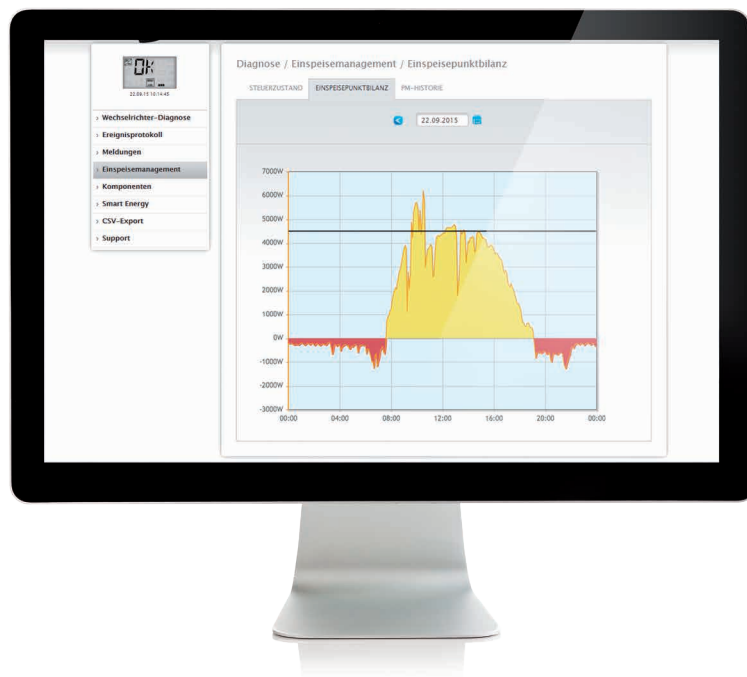 OK
22.09.15 10:14:45
› Wechselrichter-Diagnose
› Ereignisprotokoll
› Meldungen
› Einspeisemanagement
› Komponenten
› Smart Energy
› CSV-Export
› Support
Diagnose / Einspeisemanagement / Einspeisepunktbilanz
STEUERZUSTAND EINSPEISEPUNKTBILANZ PM-HISTORIE
22.09.2015
7000W
6000W
5000W
4000W
3000W
2000W
1000W
0W
-1000W
-2000W
-3000W
00:00 04:00 08:00 12:00 16:00 20:00 00:00